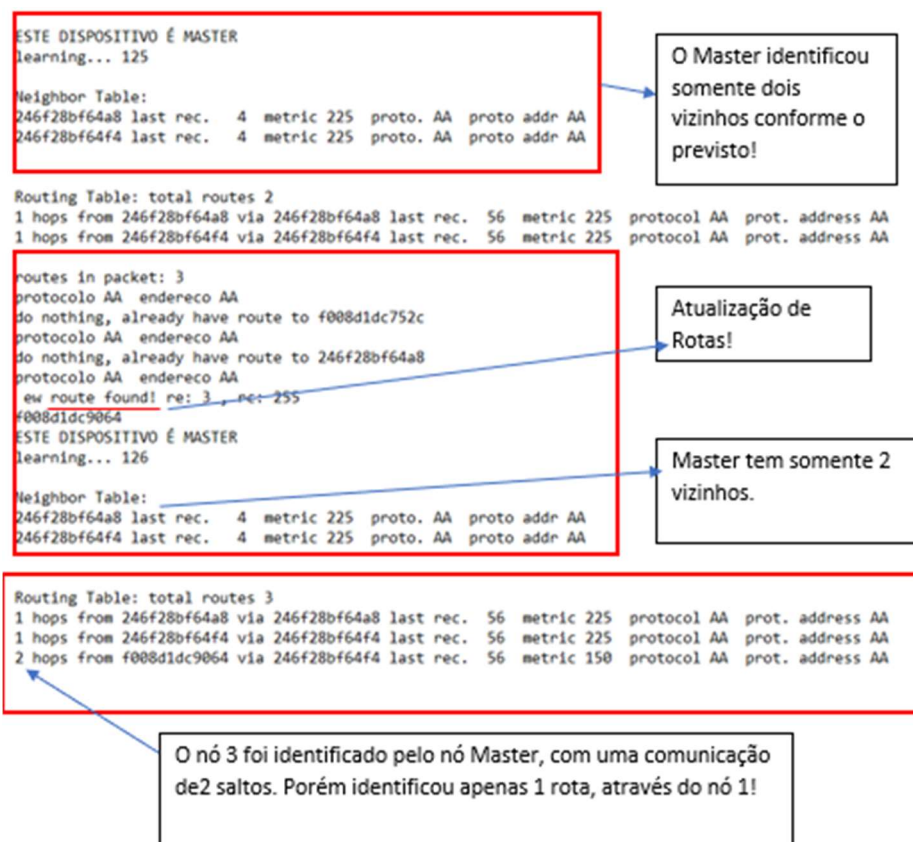 ESTE DISPOSITIVO É MASTER
learning... 125
Neighbor Table:
246f28bf64a8 last rec. 4 metric 225 proto. AA proto addr AA
246f28bf64f4 last rec. 4 metric 225 proto. AA proto addr AA
O Master identificou
somente dois
vizinhos conforme o
previsto!
Routing Table: total routes 2
1 hops from 246f28bf64a8 via 246f28bf64a8 last rec. 56 metric 225 protocol AA prot. address AA
1 hops from 246f28bf64f4 via 246f28bf64f4 last rec. 56 metric 225 protocol AA prot. address AA
routes in packet: 3
protocolo AA endereco AA
do nothing, already have route to f008d1dc752c
protocolo AA endereco AA
do nothing, already have route to 246f28bf64a8
protocolo AA endereco AA
ew route found! re: 3 , rc: 255
f008d1dc9064
ESTE DISPOSITIVO É MASTER
learning... 126
Atualização de
Rotas!
Neighbor Table:
246f28bf64a8 last rec. 4 metric 225 proto. AA proto addr AA
246f28bf64f4 last rec. 4 metric 225 proto. AA proto addr AA
Master tem somente 2
vizinhos.
Routing Table: total routes 3
1 hops from 246f28bf64a8 via 246f28bf64a8 last rec. 56 metric 225 protocol AA prot. address AA
1 hops from 246f28bf64f4 via 246f28bf64f4 last rec. 56 metric 225 protocol AA prot. address AA
2 hops from f008d1dc9064 via 246f28bf64f4 last rec. 56 metric 150 protocol AA prot. address AA
O nó 3 foi identificado pelo nó Master, com uma comunicação
de2 saltos. Porém identificou apenas 1 rota, através do nó 1!